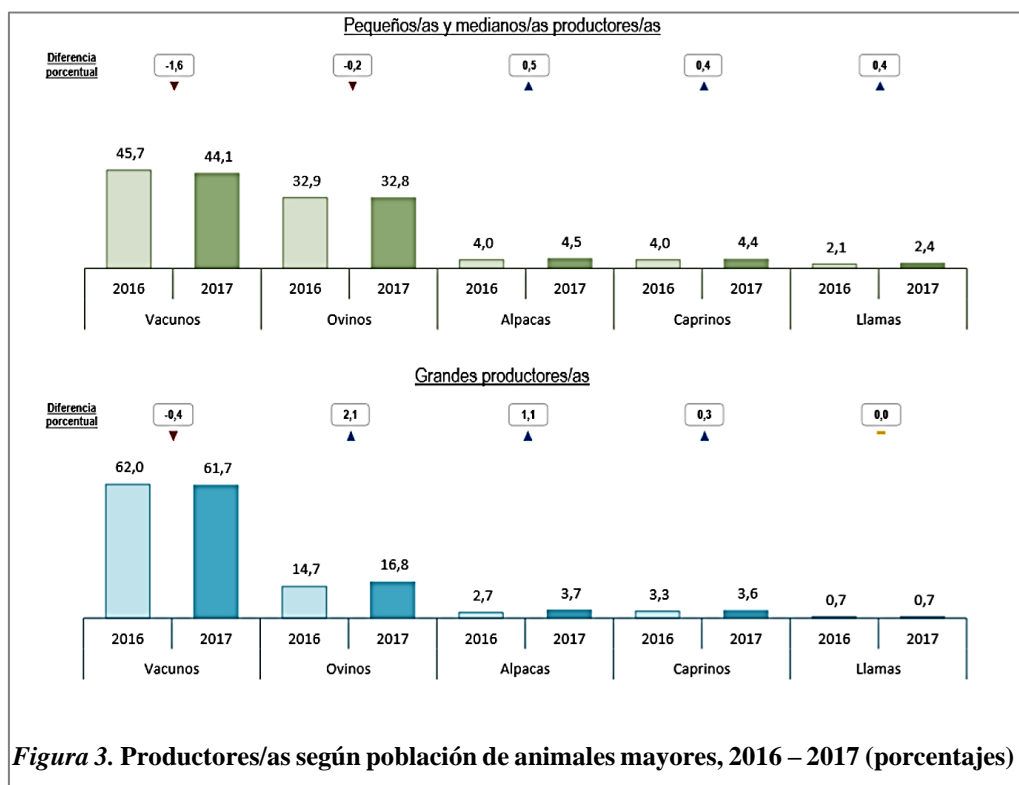 Pequeños/as y medianos/as productores/as
Diferencia porcentual
-1,6 -0,2 0,5 0,4 0,4
45,7 44,1 32,9 32,8 4,0 4,5 4,0 4,4 2,1 2,4
2016 2017 2016 2017 2016 2017 2016 2017 2016 2017
Vacunos Ovinos Alpacas Caprinos Llamas
Grandes productores/as
Diferencia porcentual
-0,4 2,1 1,1 0,3 0,0
62,0 61,7 14,7 16,8 2,7 3,7 3,3 3,6 0,7 0,7
2016 2017 2016 2017 2016 2017 2016 2017 2016 2017
Vacunos Ovinos Alpacas Caprinos Llamas
Figura 3. Productores/as según población de animales mayores, 2016 – 2017 (porcentajes)